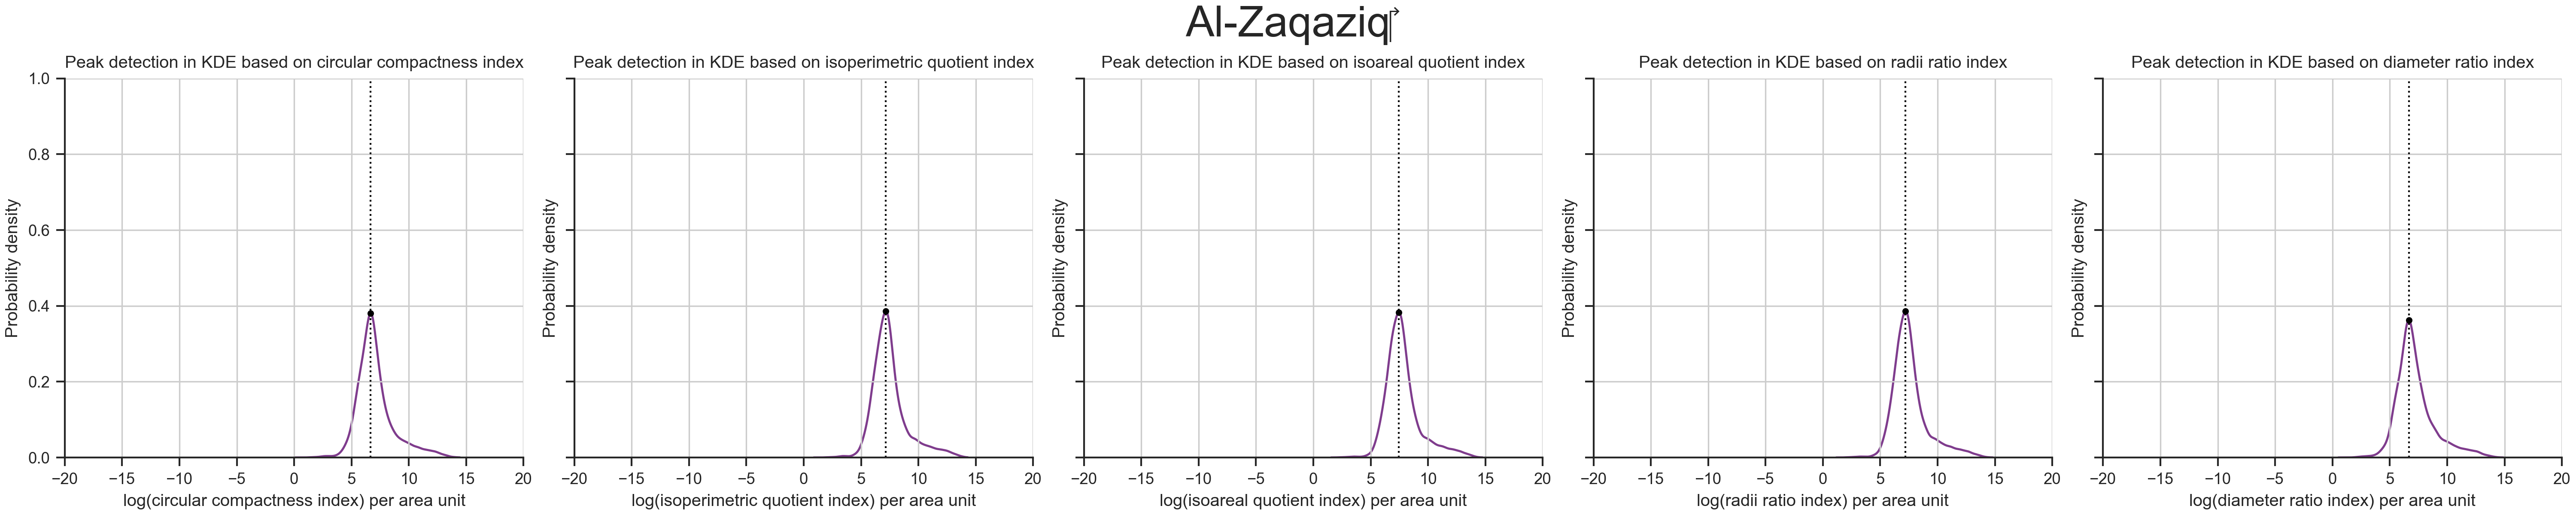 Al-Zaqaziq
Peak detection in KDE based on circular compactness index
Peak detection in KDE based on isoperimetric quotient index
Peak detection in KDE based on isoareal quotient index
Peak detection in KDE based on radii ratio index
Peak detection in KDE based on diameter ratio index
1.0
0.8
0.6
0.4
0.2
0.0
Probability density
Probability density
Probability density
Probability density
Probability density
−20 −15 −10 −5 0 5 10 15 20
−20 −15 −10 −5 0 5 10 15 20
−20 −15 −10 −5 0 5 10 15 20
−20 −15 −10 −5 0 5 10 15 20
−20 −15 −10 −5 0 5 10 15 20
log(circular compactness index) per area unit
log(isoperimetric quotient index) per area unit
log(isoareal quotient index) per area unit
log(radii ratio index) per area unit
log(diameter ratio index) per area unit